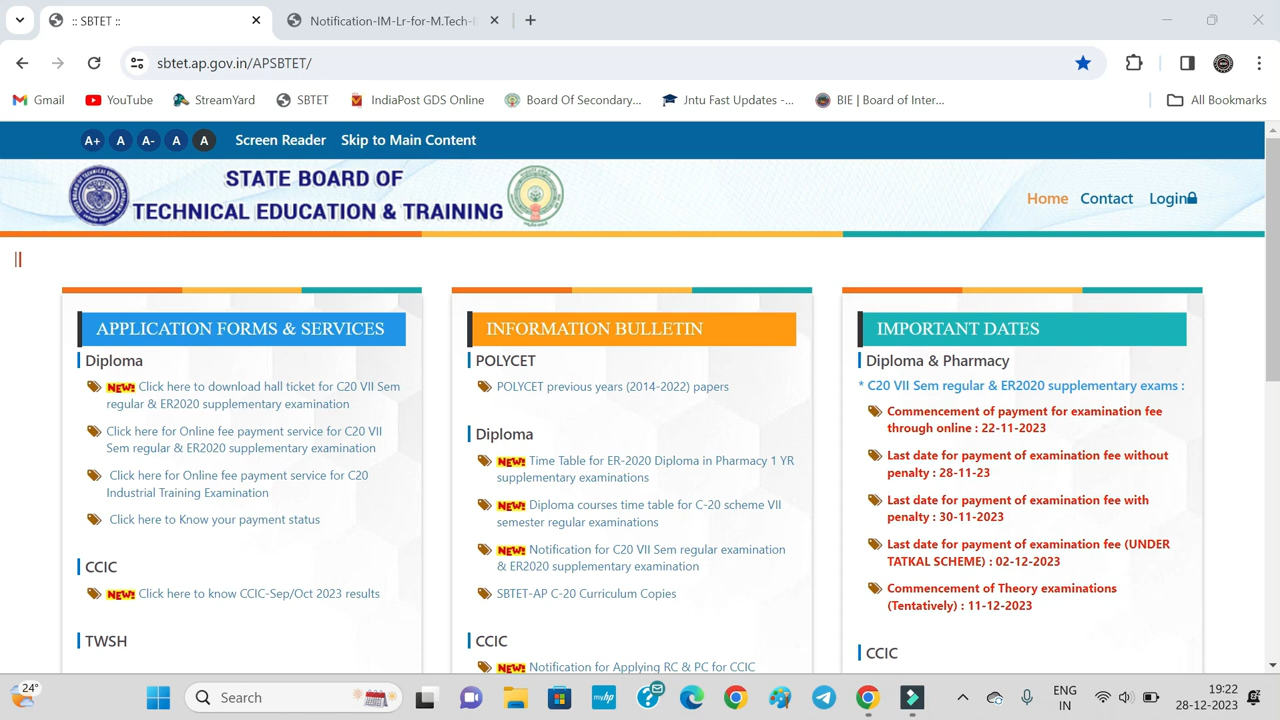 :: SBTET ::
Notification-IM-Lr-for-M.Tech-I
sbtet.ap.gov.in/APSBTET/
Gmail YouTube StreamYard SBTET IndiaPost GDS Online Board Of Secondary... Jntu Fast Updates -... BIE | Board of Inter... All Bookmarks
A+ A A- A A Screen Reader Skip to Main Content
STATE BOARD OF
TECHNICAL EDUCATION & TRAINING
Home Contact Login
APPLICATION FORMS & SERVICES
Diploma
NEW! Click here to download hall ticket for C20 VII Sem
regular & ER2020 supplementary examination
Click here for Online fee payment service for C20 VII
Sem regular & ER2020 supplementary examination
Click here for Online fee payment service for C20
Industrial Training Examination
Click here to Know your payment status
CCIC
NEW! Click here to know CCIC-Sep/Oct 2023 results
TWSH
INFORMATION BULLETIN
POLYCET
POLYCET previous years (2014-2022) papers
Diploma
NEW! Time Table for ER-2020 Diploma in Pharmacy 1 YR
supplementary examinations
NEW! Diploma courses time table for C-20 scheme VII
semester regular examinations
NEW! Notification for C20 VII Sem regular examination
& ER2020 supplementary examination
SBTET-AP C-20 Curriculum Copies
CCIC
NEW! Notification for Applying RC & PC for CCIC
IMPORTANT DATES
Diploma & Pharmacy
* C20 VII Sem regular & ER2020 supplementary exams :
Commencement of payment for examination fee
through online : 22-11-2023
Last date for payment of examination fee without
penalty : 28-11-23
Last date for payment of examination fee with
penalty : 30-11-2023
Last date for payment of examination fee (UNDER
TATKAL SCHEME) : 02-12-2023
Commencement of Theory examinations
(Tentatively) : 11-12-2023
CCIC
24°
Search
myhp
ENG
IN
19:22
28-12-2023